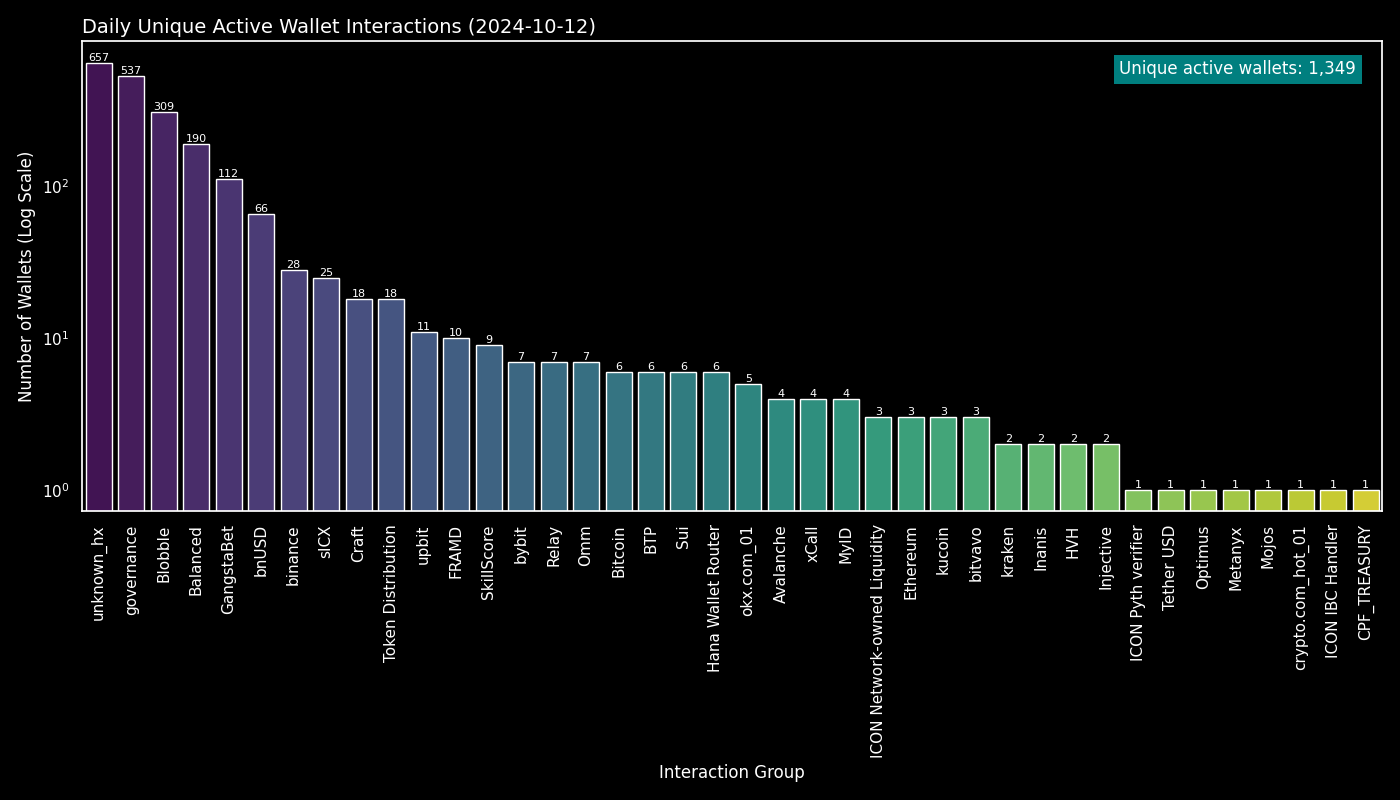 Daily Unique Active Wallet Interactions (2024-10-12)
Unique active wallets: 1,349
Number of Wallets (Log Scale)
10²
10¹
10⁰
657
537
309
190
112
66
28
25
18
18
11
10
9
7
7
7
6
6
6
6
5
4
4
4
3
3
3
3
2
2
2
2
1
1
1
1
1
1
1
1
unknown_hx
governance
Blobble
Balanced
GangstaBet
bnUSD
binance
sICX
Craft
Token Distribution
upbit
FRAMD
SkillScore
bybit
Relay
Omm
Bitcoin
BTP
Sui
Hana Wallet Router
okx.com_01
Avalanche
xCall
MyID
ICON Network-owned Liquidity
Ethereum
kucoin
bitvavo
kraken
Inanis
HVH
Injective
ICON Pyth verifier
Tether USD
Optimus
Metanyx
Mojos
crypto.com_hot_01
ICON IBC Handler
CPF_TREASURY
Interaction Group